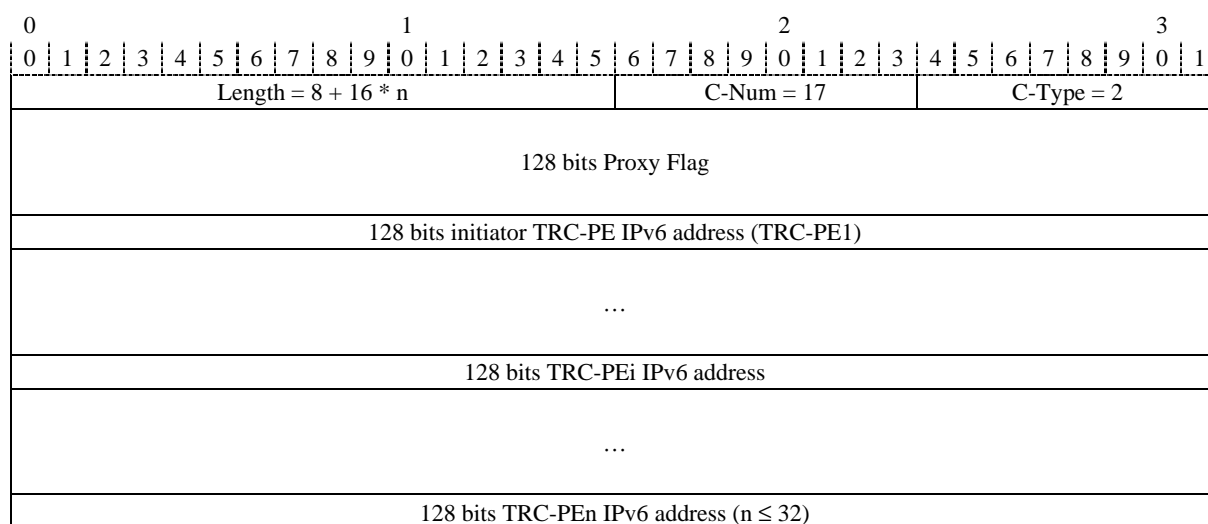 0 1 2 3
0 1 2 3 4 5 6 7 8 9 0 1 2 3 4 5 6 7 8 9 0 1 2 3 4 5 6 7 8 9 0 1
Length = 8 + 16 * n C-Num = 17 C-Type = 2
128 bits Proxy Flag
128 bits initiator TRC-PE IPv6 address (TRC-PE1)
…
128 bits TRC-PEi IPv6 address
…
128 bits TRC-PEn IPv6 address (n ≤ 32)